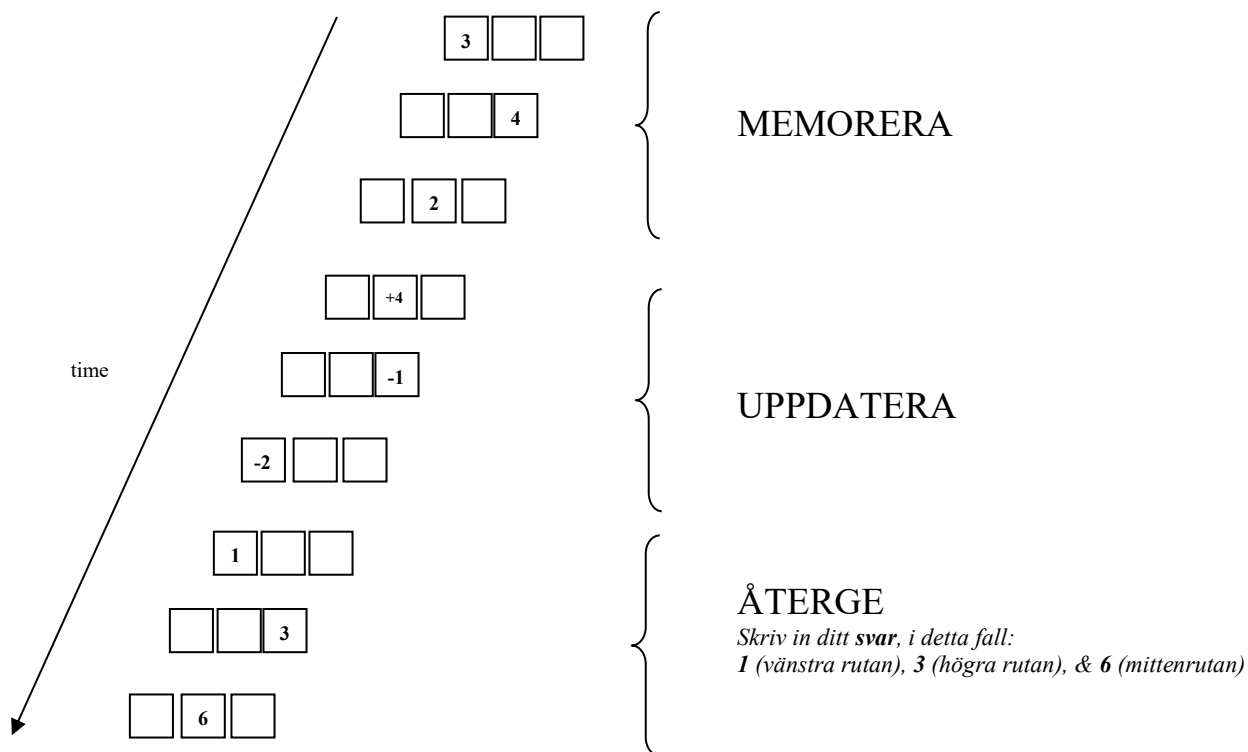 3
4
MEMORERA
2
+4
time
-1
UPPDATERA
-2
1
ÅTERGE
3
Skriv in ditt svar, i detta fall:
1 (vänstra rutan), 3 (högra rutan), & 6 (mittenrutan)
6